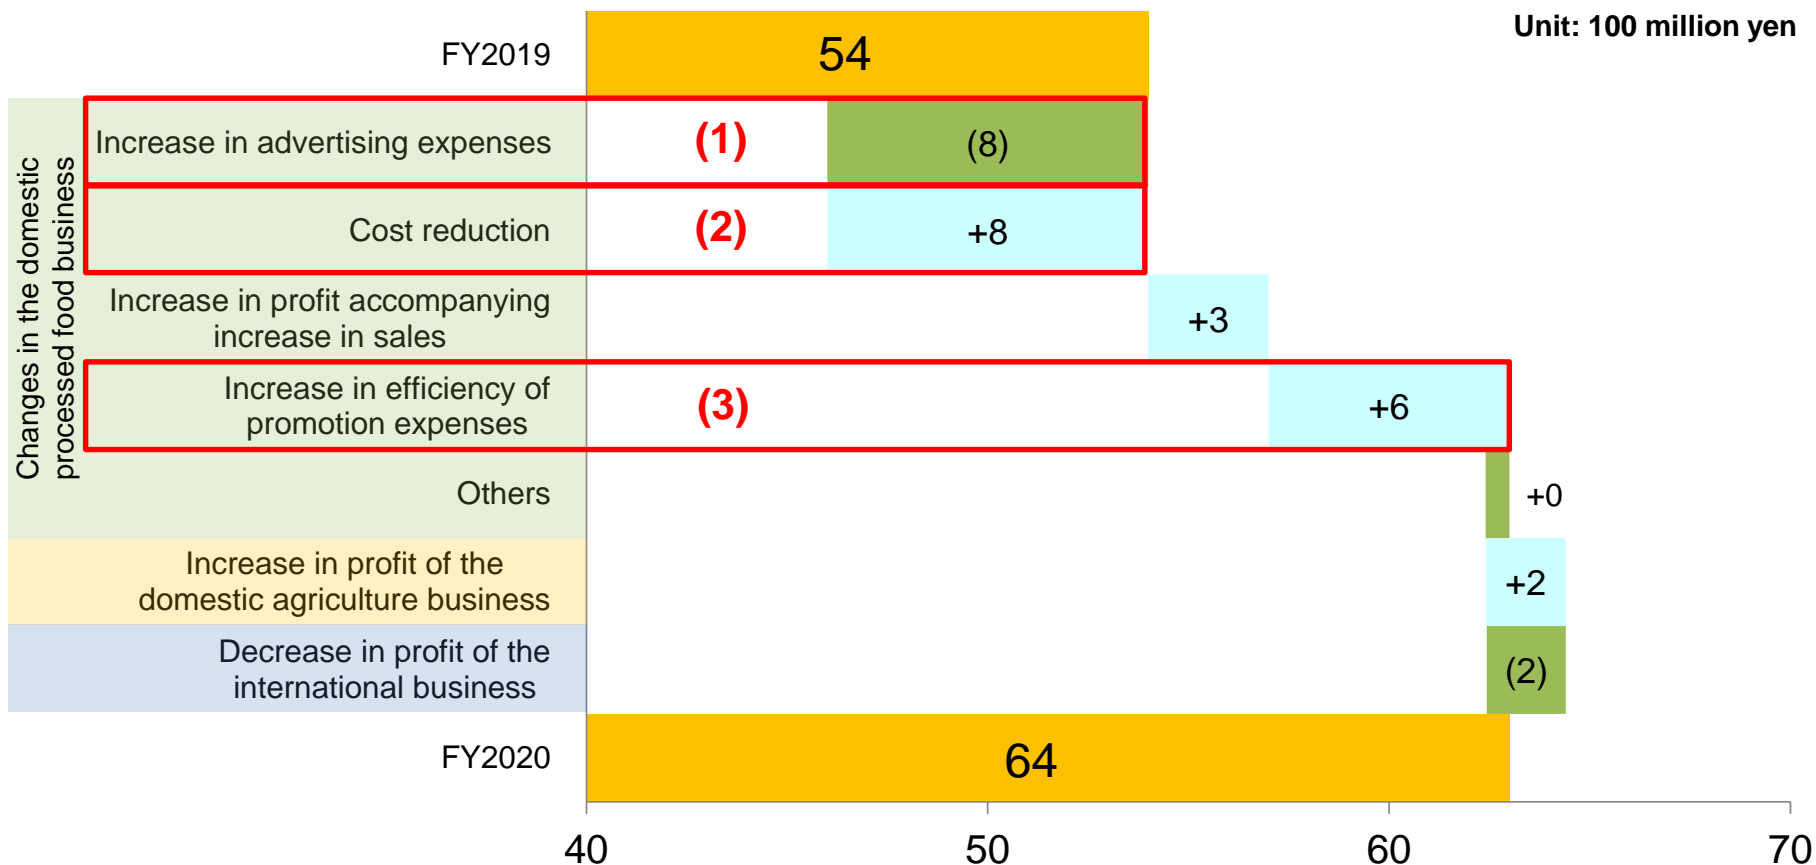 Unit: 100 million yen
FY2019
54
Changes in the domestic
processed food business
Increase in advertising expenses
(1)
(8)
Cost reduction
(2)
+8
Increase in profit accompanying
increase in sales
+3
Increase in efficiency of
promotion expenses
(3)
+6
Others
+0
Increase in profit of the
domestic agriculture business
+2
Decrease in profit of the
international business
(2)
FY2020
64
40
50
60
70